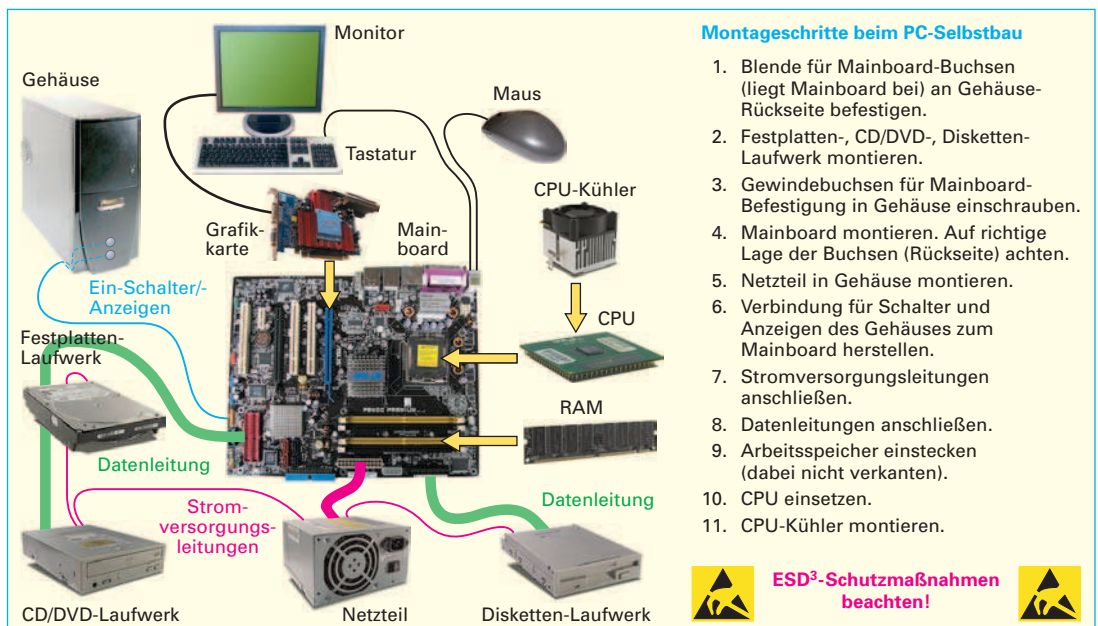 Monitor
Gehäuse
Maus
Tastatur
CPU-Kühler
Grafik-
karte
Main-
board
Ein-Schalter/-
Anzeigen
CPU
Festplatten-
Laufwerk
RAM
Datenleitung
Strom-
versorgungs-
leitungen
Datenleitung
CD/DVD-Laufwerk
Netzteil
Disketten-Laufwerk
Montageschritte beim PC-Selbstbau
1. Blende für Mainboard-Buchsen
(liegt Mainboard bei) an Gehäuse-
Rückseite befestigen.
2. Festplatten-, CD/DVD-, Disketten-
Laufwerk montieren.
3. Gewindebuchsen für Mainboard-
Befestigung in Gehäuse einschrauben.
4. Mainboard montieren. Auf richtige
Lage der Buchsen (Rückseite) achten.
5. Netzteil in Gehäuse montieren.
6. Verbindung für Schalter und
Anzeigen des Gehäuses zum
Mainboard herstellen.
7. Stromversorgungsleitungen
anschließen.
8. Datenleitungen anschließen.
9. Arbeitsspeicher einstecken
(dabei nicht verkanten).
10. CPU einsetzen.
11. CPU-Kühler montieren.
ESD³-Schutzmaßnahmen
beachten!